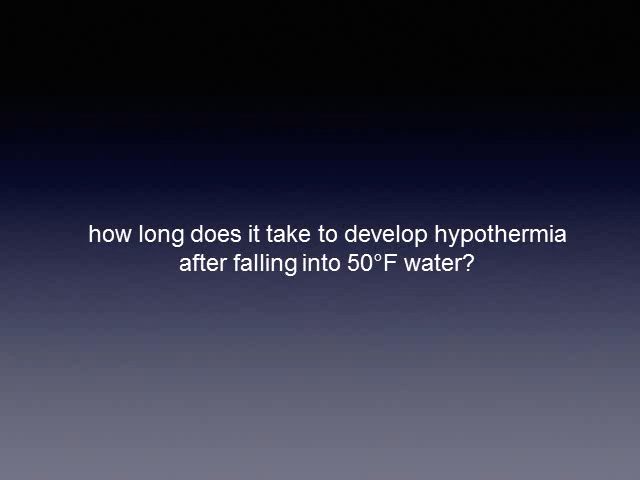 how long does it take to develop hypothermia
after falling into 50°F water?